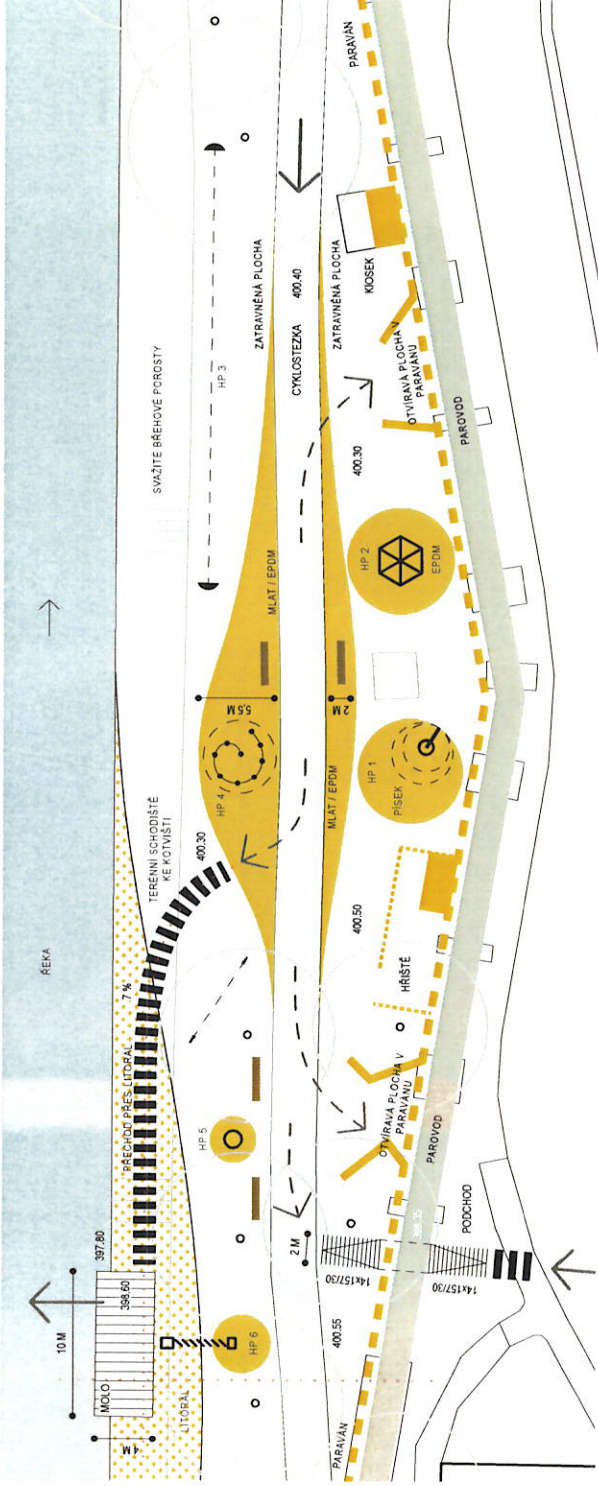 ŘEKA
10 M
397.80
398.60
MOLO
4 M
LITORÁL
PŘECHOD PŘES LITORÁL
7 %
TERÉNNÍ SCHODIŠTĚ
KE KOTVIŠTI
SVAŽITÉ BŘEHOVÉ POROSTY
HP 6
HP 5
400.30
HP 4
5,5 M
MLAT / EPDM
HP 3
ZATRAVNĚNÁ PLOCHA
CYKLOSTEZKA
400.40
ZATRAVNĚNÁ PLOCHA
2 M
MLAT / EPDM
2 M
400.55
14x157/30
14x157/30
PODCHOD
PARAVÁN
OTVÍRAVÁ PLOCHA V
PARAVÁNU
PAROVOD
HŘIŠTĚ
400.50
HP 1
PÍSEK
HP 2
EPDM
400.30
OTVÍRAVÁ PLOCHA V
PARAVÁNU
PAROVOD
KIOSEK
PARAVÁN